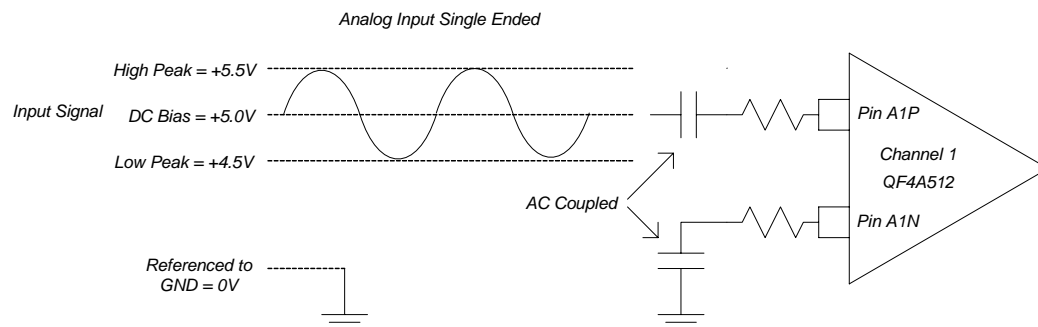 Analog Input Single Ended
High Peak = +5.5V
Input Signal
DC Bias = +5.0V
Low Peak = +4.5V
Pin A1P
Channel 1
QF4A512
AC Coupled
Pin A1N
Referenced to
GND = 0V